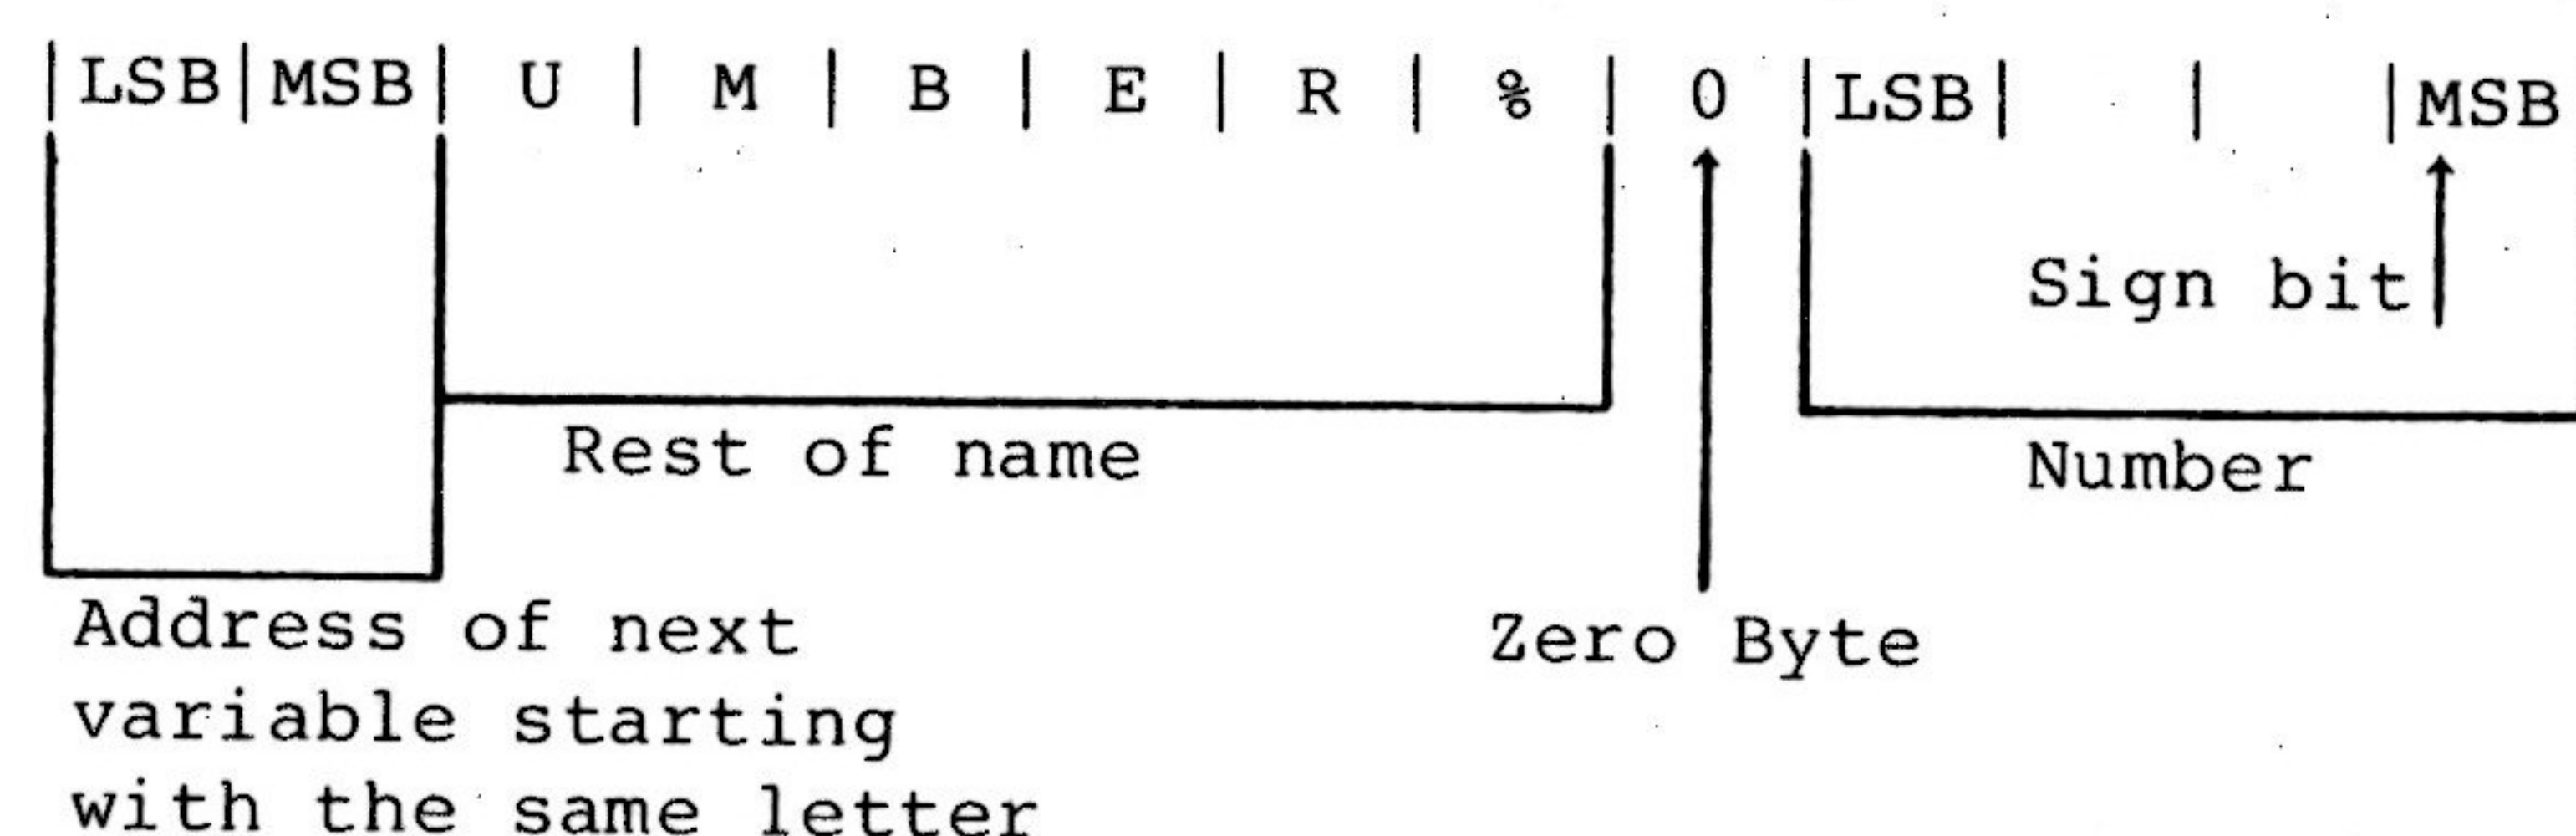 |LSB|MSB| U | M | B | E | R | % | 0 |LSB| | |MSB
Sign bit
Rest of name
Number
Address of next
variable starting
with the same letter
Zero Byte